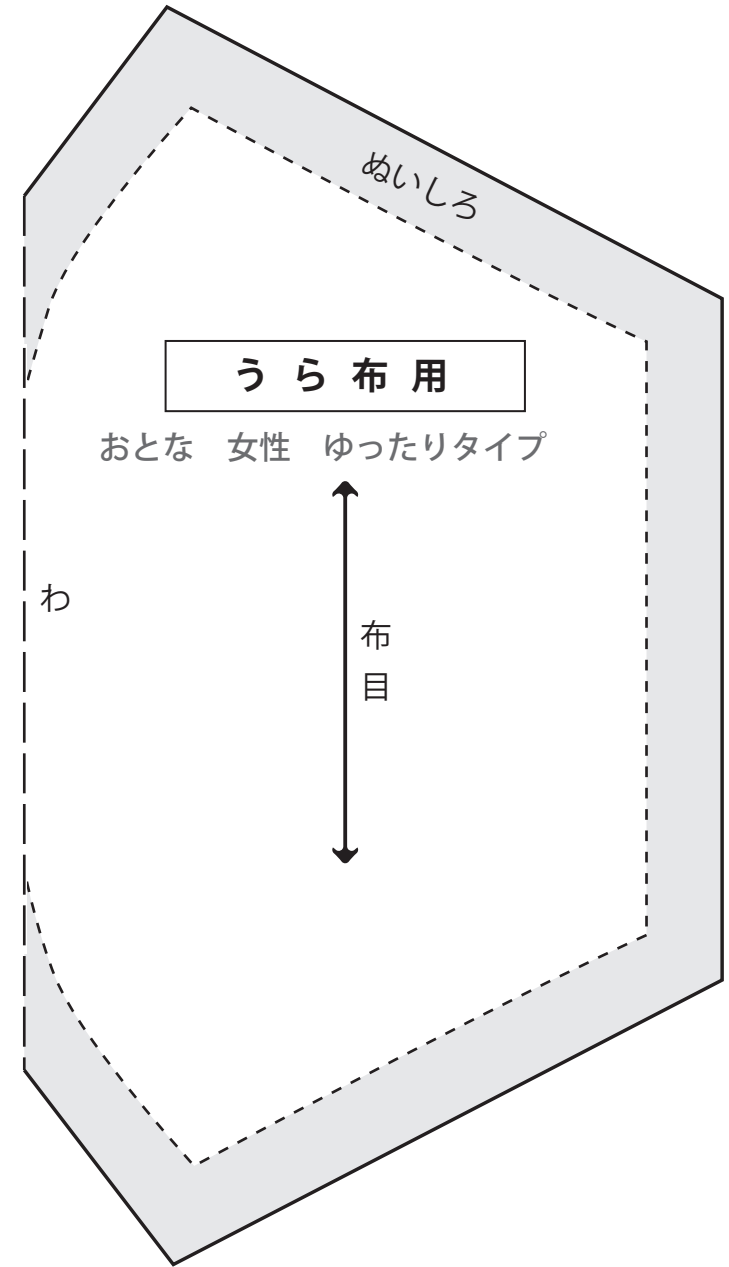 ぬいしろ
うら布用
おとな　女性　ゆったりタイプ
わ
布目